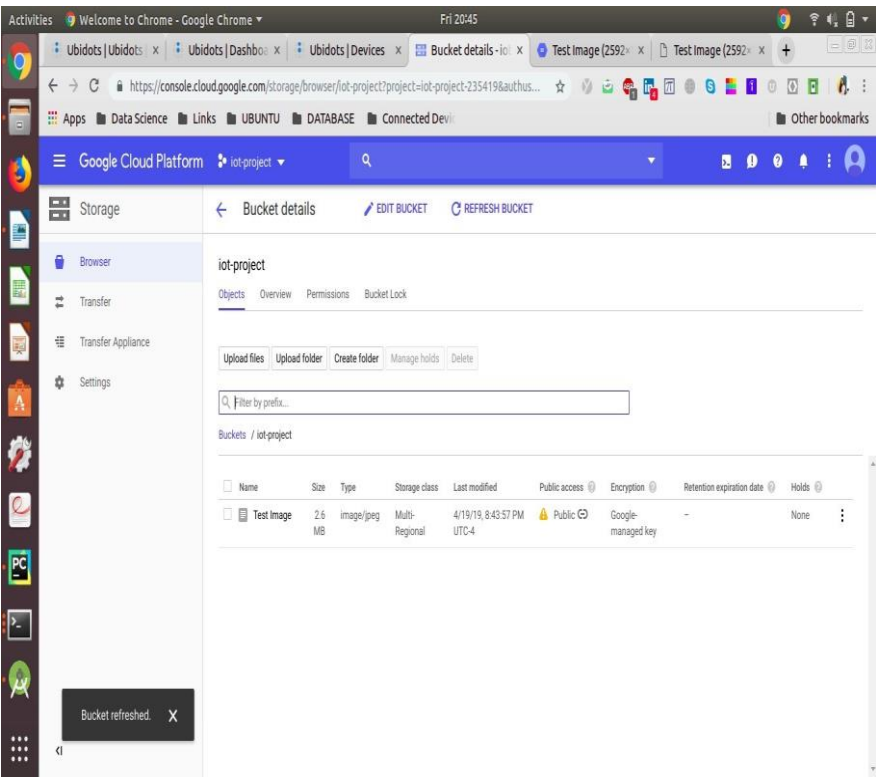 Activities Welcome to Chrome - Google Chrome ▾ Fri 20:45
Ubidots | Ubidots x Ubidots | Dashboa x Ubidots | Devices x Bucket details - io x Test Image (2592× x Test Image (2592× x +
https://console.cloud.google.com/storage/browser/iot-project?project=iot-project-235419&authus...
Apps Data Science Links UBUNTU DATABASE Connected Devic Other bookmarks
Google Cloud Platform iot-project
Storage Bucket details EDIT BUCKET REFRESH BUCKET
Browser
Transfer
Transfer Appliance
Settings
iot-project
Objects Overview Permissions Bucket Lock
Upload files Upload folder Create folder Manage holds Delete
Filter by prefix...
Buckets / iot-project
Name Size Type Storage class Last modified Public access Encryption Retention expiration date Holds
Test Image 2.6 image/jpeg Multi- 4/19/19, 8:43:57 PM Public Google- – None
MB Regional UTC-4 managed key
Bucket refreshed. X